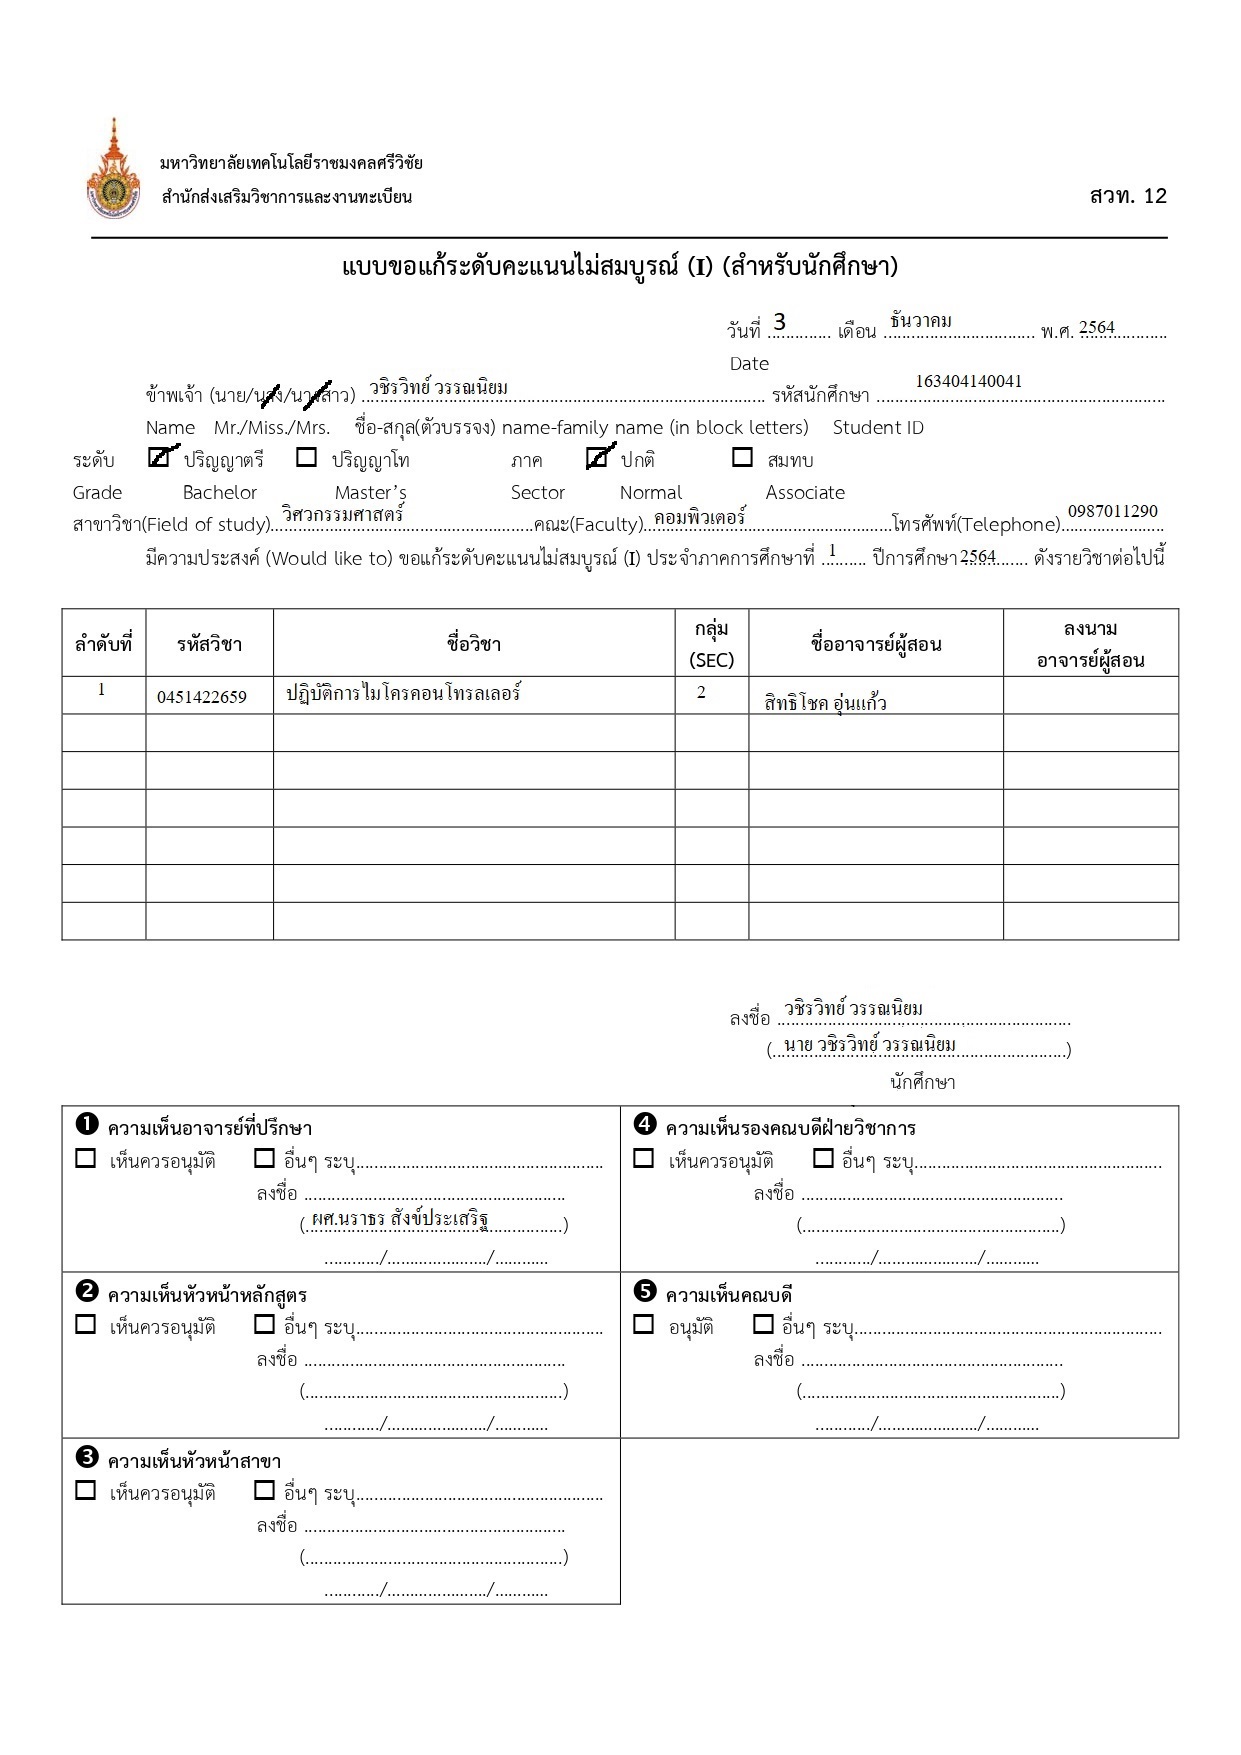 มหาวิทยาลัยเทคโนโลยีราชมงคลศรีวิชัย
สำนักส่งเสริมวิชาการและงานทะเบียน
สวท. 12
แบบขอแก้ระดับคะแนนไม่สมบูรณ์ (I) (สำหรับนักศึกษา)
วันที่ 3 เดือน ธันวาคม พ.ศ. 2564
Date
ข้าพเจ้า (นาย/นาง/นางสาว) วชิรวิทย์ วรรณนิยม รหัสนักศึกษา 163404140041
Name Mr./Miss./Mrs. ชื่อ-สกุล(ตัวบรรจง) name-family name (in block letters) Student ID
ระดับ ปริญญาตรี ปริญญาโท ภาค ปกติ สมทบ
Grade Bachelor Master's Sector Normal Associate
สาขาวิชา(Field of study) วิศวกรรมศาสตร์ คณะ(Faculty) คอมพิวเตอร์ โทรศัพท์(Telephone) 0987011290
มีความประสงค์ (Would like to) ขอแก้ระดับคะแนนไม่สมบูรณ์ (I) ประจำภาคการศึกษาที่ 1 ปีการศึกษา 2564 ดังรายวิชาต่อไปนี้
ลำดับที่ รหัสวิชา ชื่อวิชา กลุ่ม (SEC) ชื่ออาจารย์ผู้สอน ลงนาม อาจารย์ผู้สอน
1 0451422659 ปฏิบัติการไมโครคอนโทรลเลอร์ 2 สิทธิโชค อุ่นแก้ว
ลงชื่อ วชิรวิทย์ วรรณนิยม
(นาย วชิรวิทย์ วรรณนิยม)
นักศึกษา
❶ ความเห็นอาจารย์ที่ปรึกษา
เห็นควรอนุมัติ อื่นๆ ระบุ........................
ลงชื่อ ........................
(ผศ.นราธร สังข์ประเสริฐ)
............/....................../............
❷ ความเห็นหัวหน้าหลักสูตร
เห็นควรอนุมัติ อื่นๆ ระบุ........................
ลงชื่อ ........................
(........................)
............/....................../............
❸ ความเห็นหัวหน้าสาขา
เห็นควรอนุมัติ อื่นๆ ระบุ........................
ลงชื่อ ........................
(........................)
............/....................../............
❹ ความเห็นรองคณบดีฝ่ายวิชาการ
เห็นควรอนุมัติ อื่นๆ ระบุ........................
ลงชื่อ ........................
(........................)
............/....................../............
❺ ความเห็นคณบดี
อนุมัติ อื่นๆ ระบุ........................
ลงชื่อ ........................
(........................)
............/....................../............